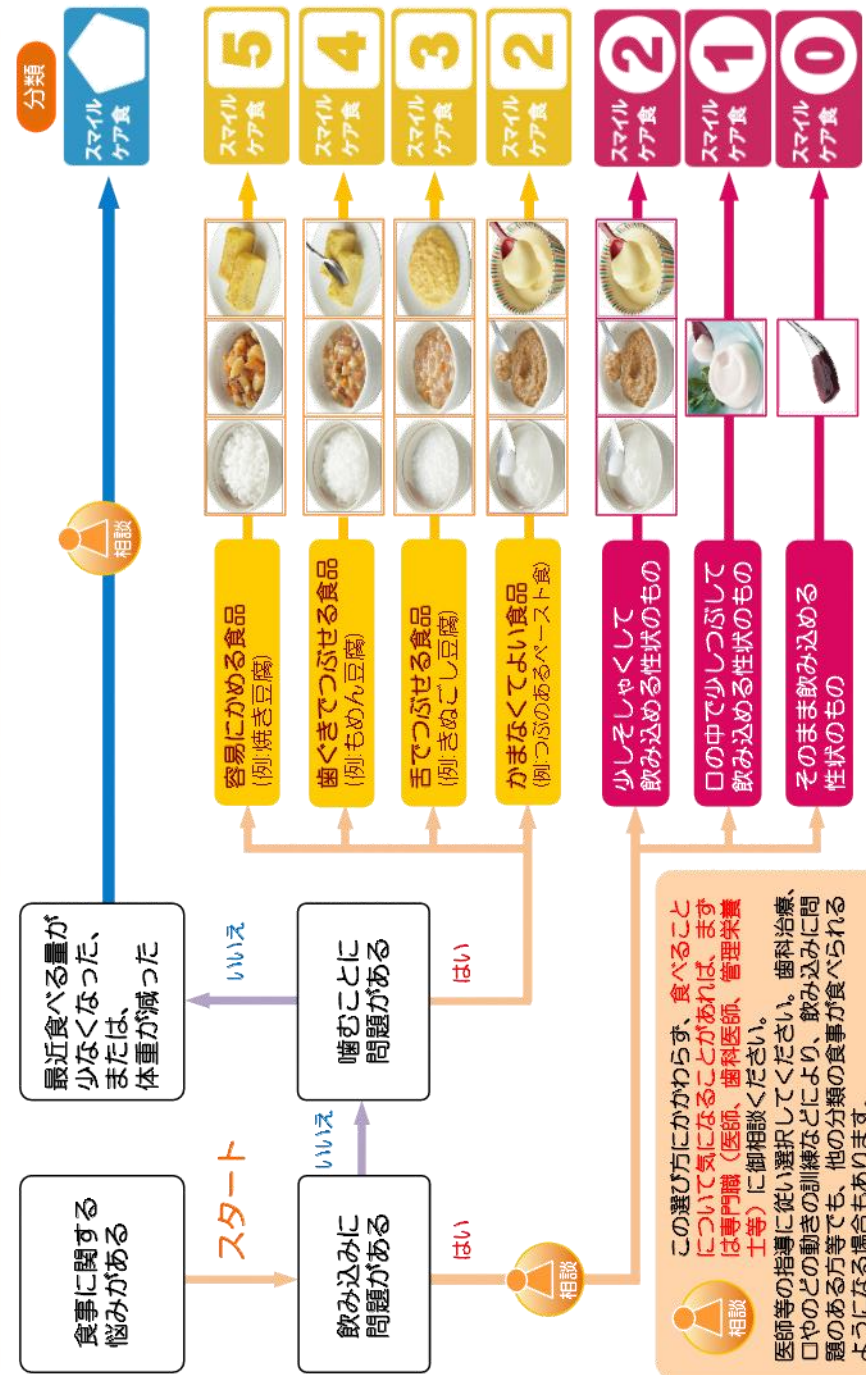 分類
食事に関する
悩みがある
スタート
飲み込みに
問題がある
いいえ
はい
噛むことに
問題がある
いいえ
はい
最近食べる量が
少なくなった、
または、
体重が減った
相談
スマイル
ケア食
容易にかめる食品
(例:焼き豆腐)
スマイル
ケア食
5
歯ぐきでつぶせる食品
(例:もめん豆腐)
スマイル
ケア食
4
舌でつぶせる食品
(例:きぬごし豆腐)
スマイル
ケア食
3
かまなくてよい食品
(例:つぶのあるペースト食)
スマイル
ケア食
2
相談
少しそしゃくして
飲み込める性状のもの
スマイル
ケア食
2
口の中で少しつぶして
飲み込める性状のもの
スマイル
ケア食
1
そのまま飲み込める
性状のもの
スマイル
ケア食
0
相談
この選び方にかかわらず、食べること
について気になることがあれば、まず
は専門職（医師、歯科医師、管理栄養
士等）に御相談ください。
医師等の指導に従い選択してください。歯科治療、
口やのどの動きの訓練などにより、飲み込みに問
題のある方等でも、他の分類の食事が食べられる
ようになる場合もあります。